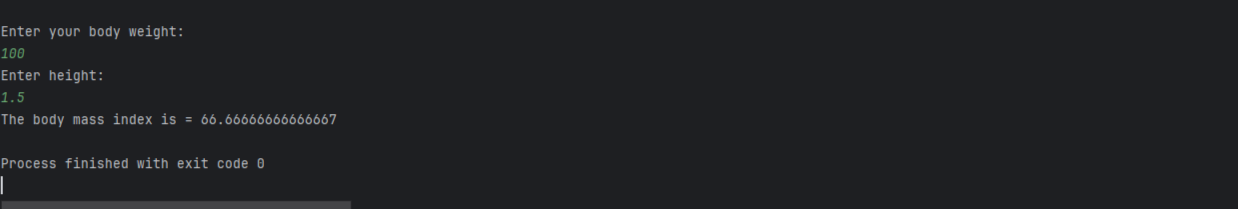 Enter your body weight:
100
Enter height:
1.5
The body mass index is = 66.66666666666667
Process finished with exit code 0